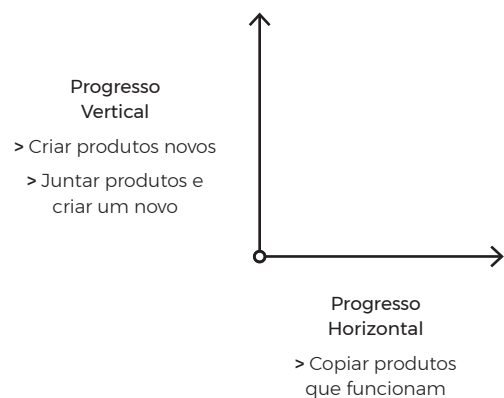 Progresso
Vertical
> Criar produtos novos
> Juntar produtos e
criar um novo
Progresso
Horizontal
> Copiar produtos
que funcionam